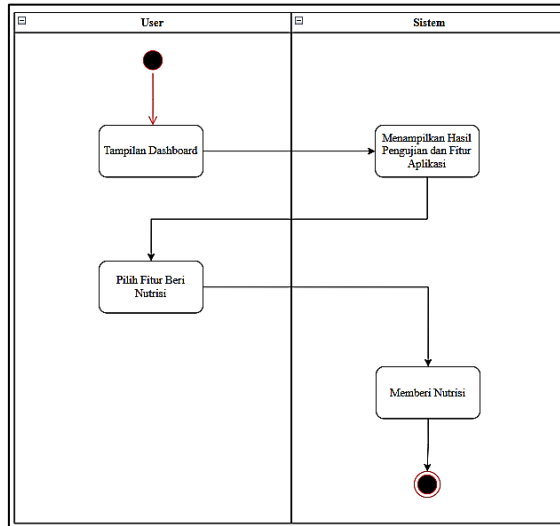 User
Sistem
Tampilan Dashboard
Menampilkan Hasil
Pengujian dan Fitur
Aplikasi
Pilih Fitur Beri
Nutrisi
Memberi Nutrisi